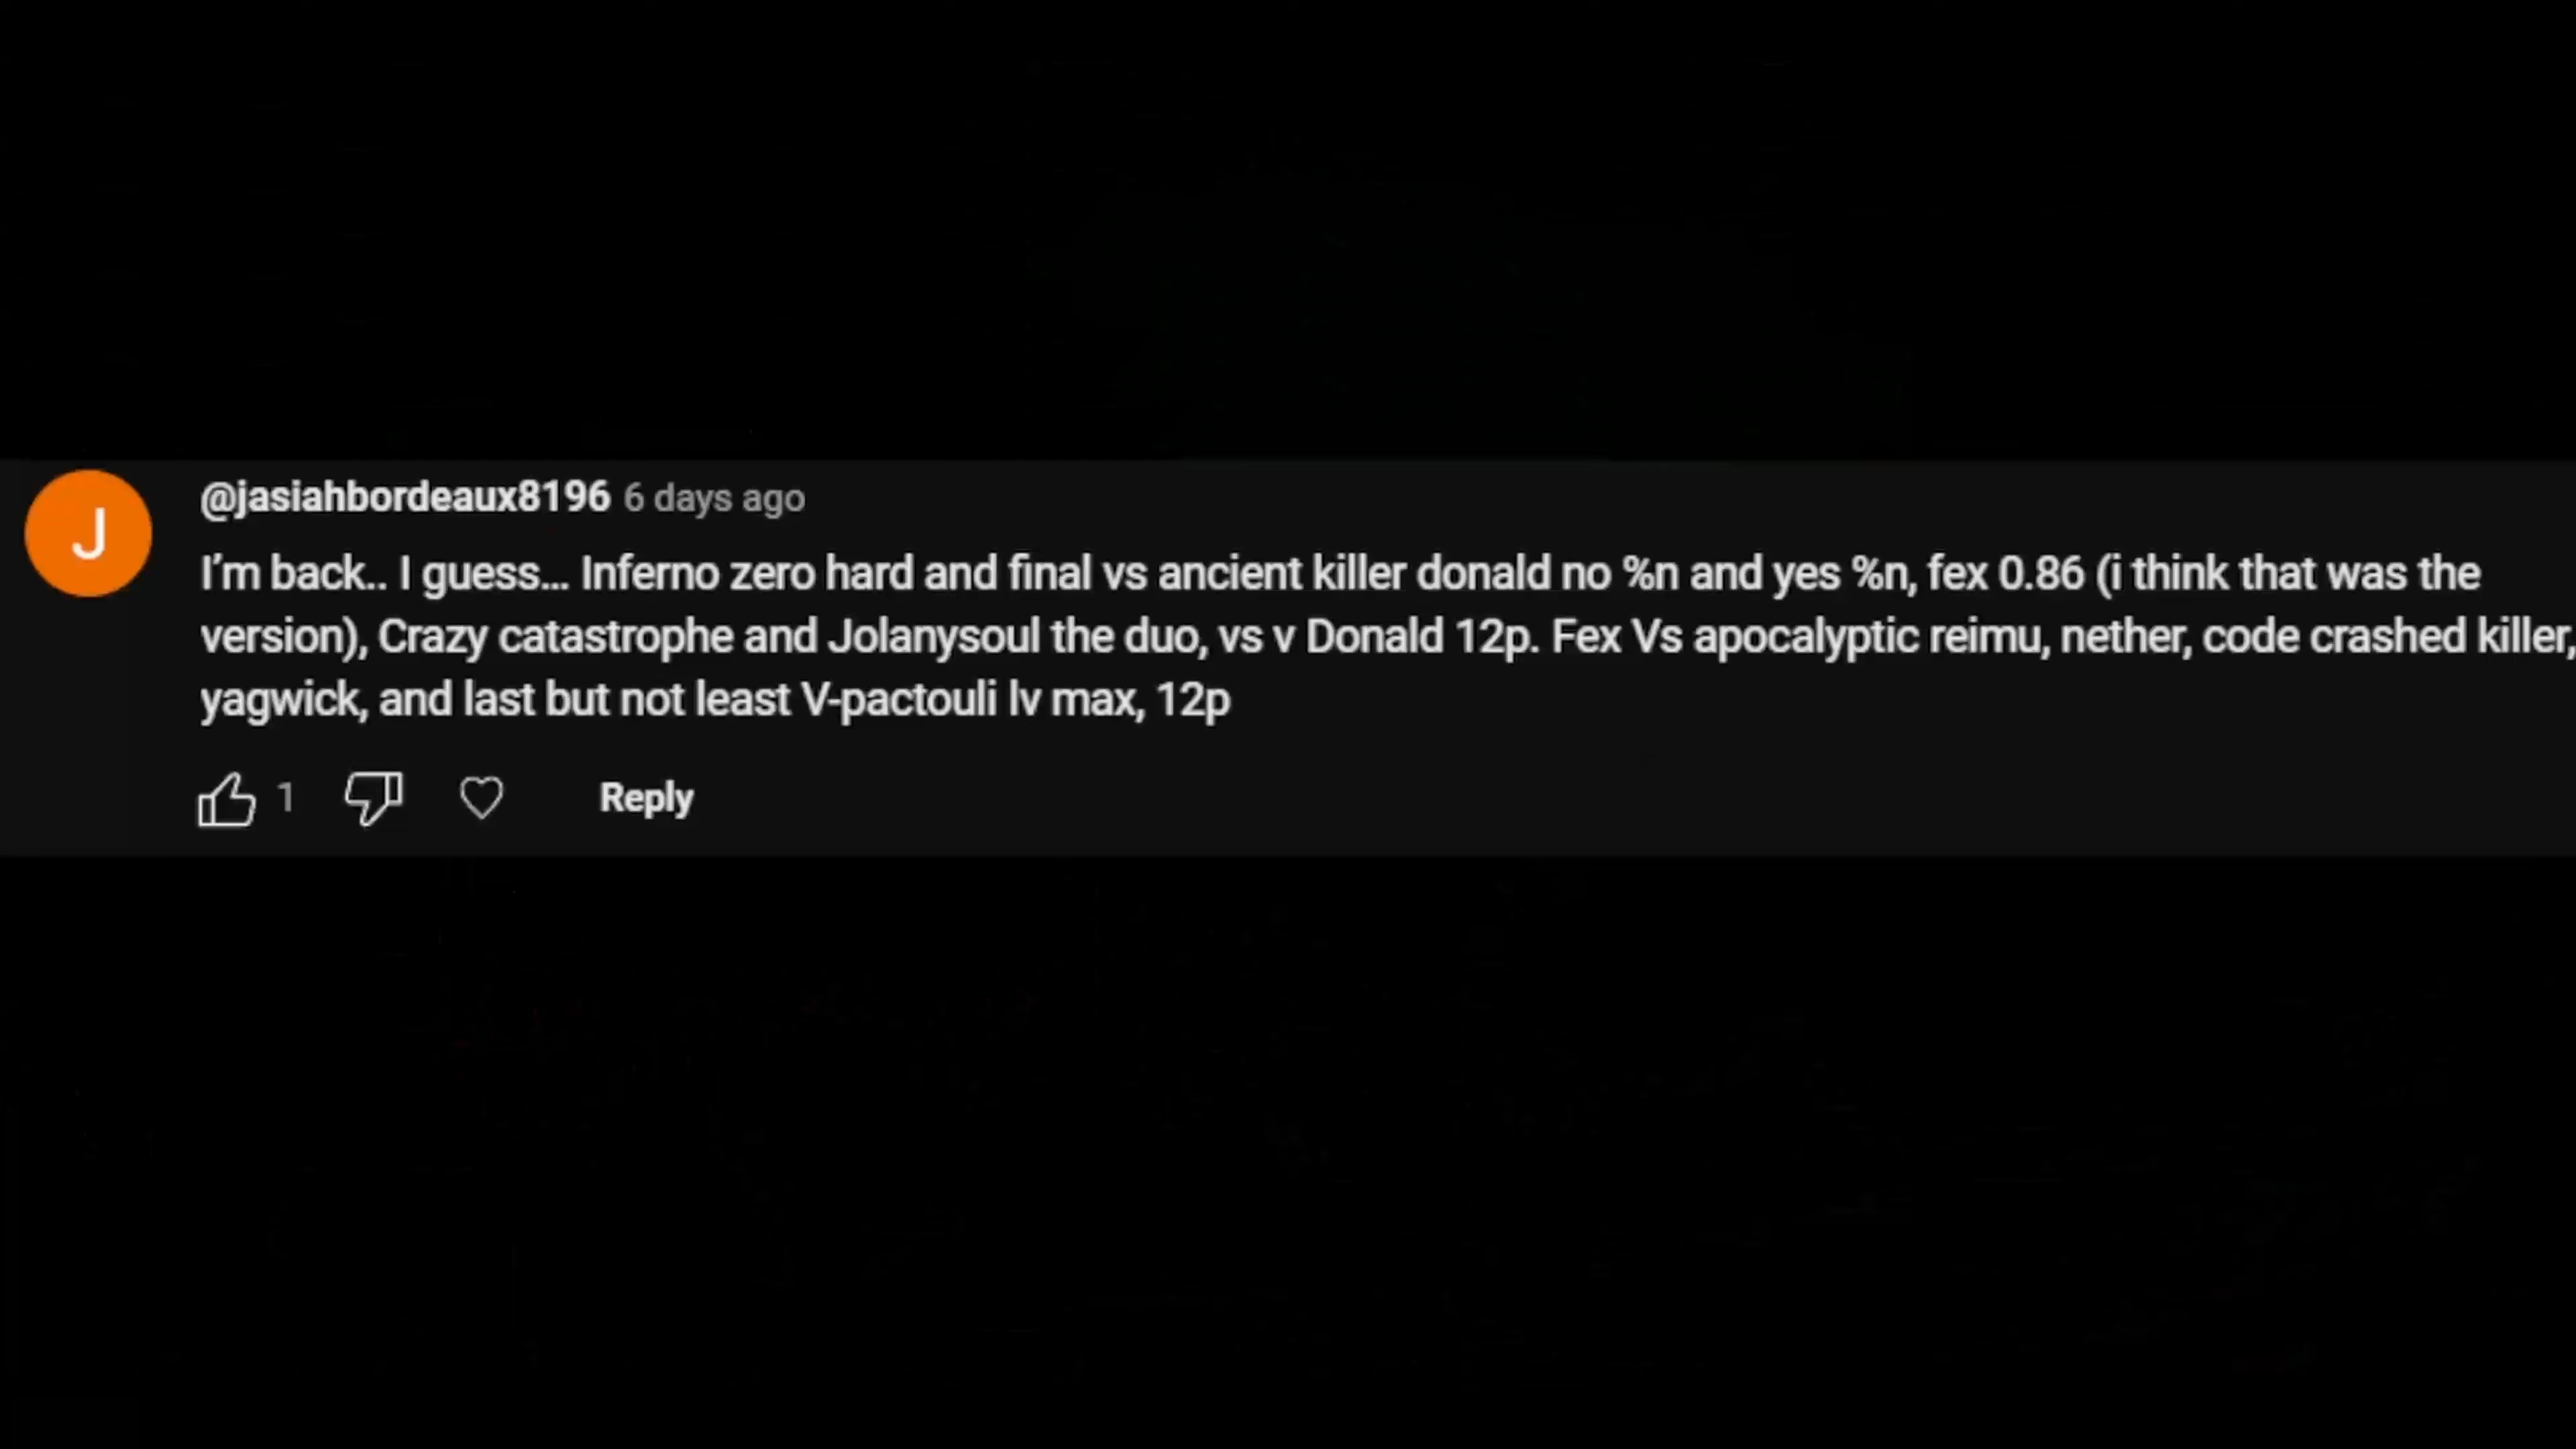 J
@jasiahbordeaux8196 6 days ago
I'm back.. I guess... Inferno zero hard and final vs ancient killer donald no %n and yes %n, fex 0.86 (i think that was the
version), Crazy catastrophe and Jolanysoul the duo, vs v Donald 12p. Fex Vs apocalyptic reimu, nether, code crashed killer,
yagwick, and last but not least V-pactouli lv max, 12p
1 Reply